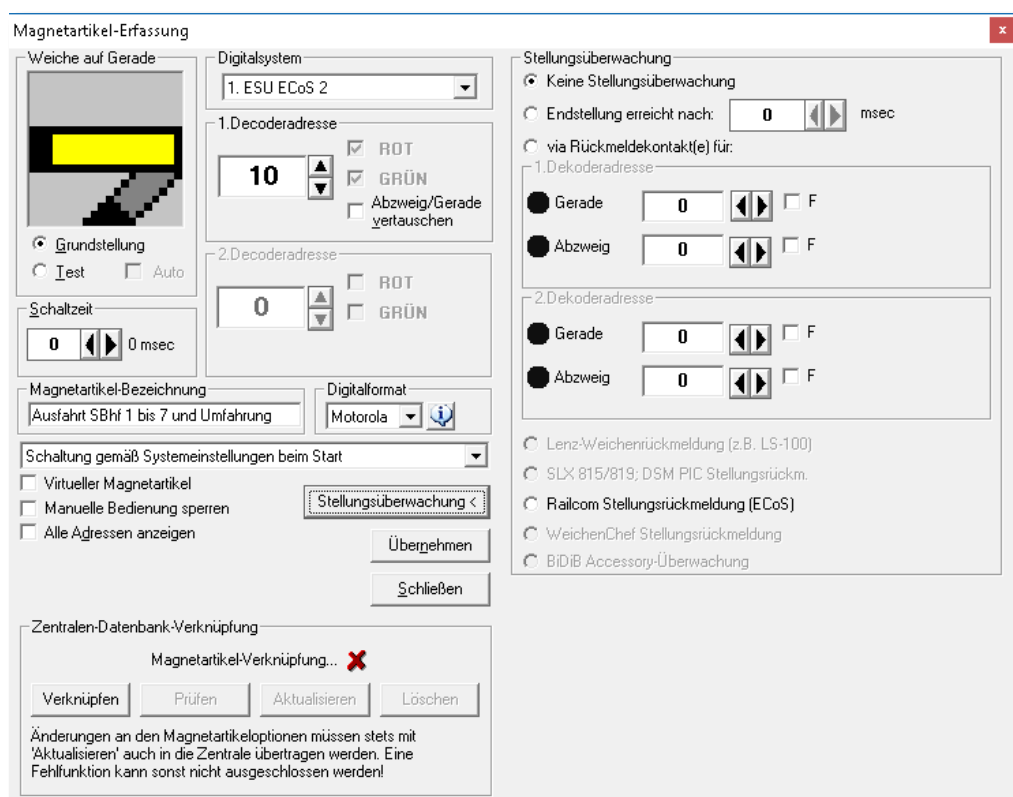 Magnetartikel-Erfassung
x
Weiche auf Gerade
Grundstellung
Test
Auto
Schaltzeit
0
0 msec
Digitalsystem
1. ESU ECoS 2
1.Decoderadresse
10
ROT
GRÜN
Abzweig/Gerade
vertauschen
2.Decoderadresse
0
ROT
GRÜN
Magnetartikel-Bezeichnung
Ausfahrt SBhf 1 bis 7 und Umfahrung
Digitalformat
Motorola
Schaltung gemäß Systemeinstellungen beim Start
Virtueller Magnetartikel
Manuelle Bedienung sperren
Alle Adressen anzeigen
Stellungsüberwachung <
Übernehmen
Schließen
Zentralen-Datenbank-Verknüpfung
Magnetartikel-Verknüpfung...
Verknüpfen
Prüfen
Aktualisieren
Löschen
Änderungen an den Magnetartikeloptionen müssen stets mit
'Aktualisieren' auch in die Zentrale übertragen werden. Eine
Fehlfunktion kann sonst nicht ausgeschlossen werden!
Stellungsüberwachung
Keine Stellungsüberwachung
Endstellung erreicht nach: 0 msec
via Rückmeldekontakt(e) für:
1.Dekoderadresse
Gerade 0 F
Abzweig 0 F
2.Dekoderadresse
Gerade 0 F
Abzweig 0 F
Lenz-Weichenrückmeldung (z.B. LS-100)
SLX 815/819; DSM PIC Stellungsrückm.
Railcom Stellungsrückmeldung (ECoS)
WeichenChef Stellungsrückmeldung
BiDiB Accessory-Überwachung